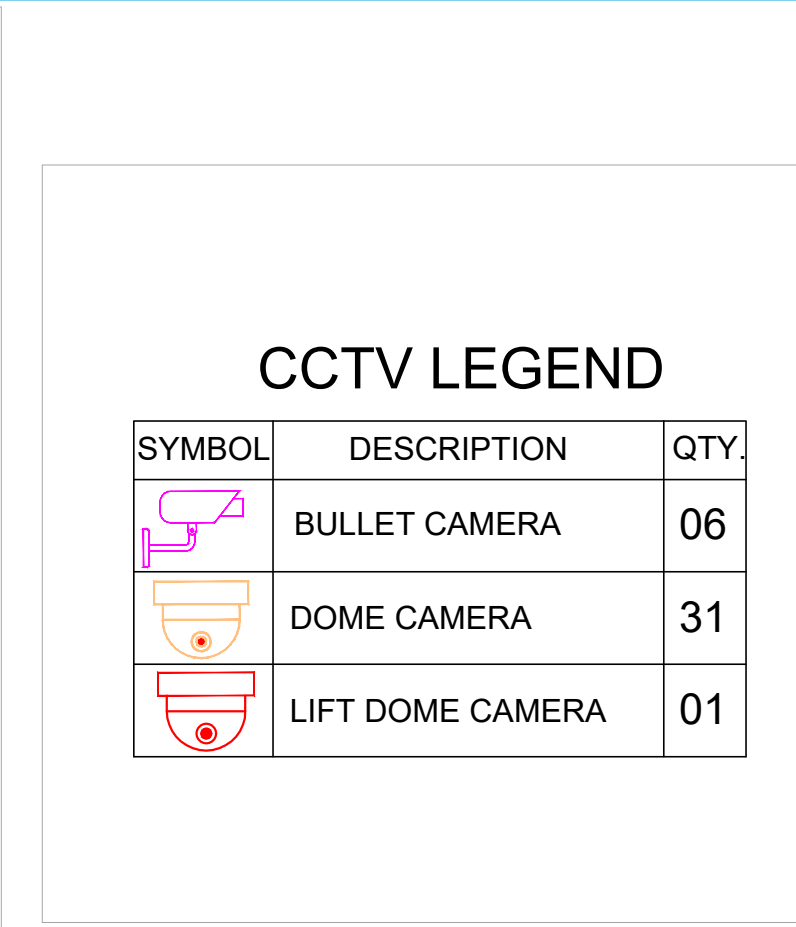 CCTV LEGEND
SYMBOL DESCRIPTION QTY.
BULLET CAMERA 06
DOME CAMERA 31
LIFT DOME CAMERA 01